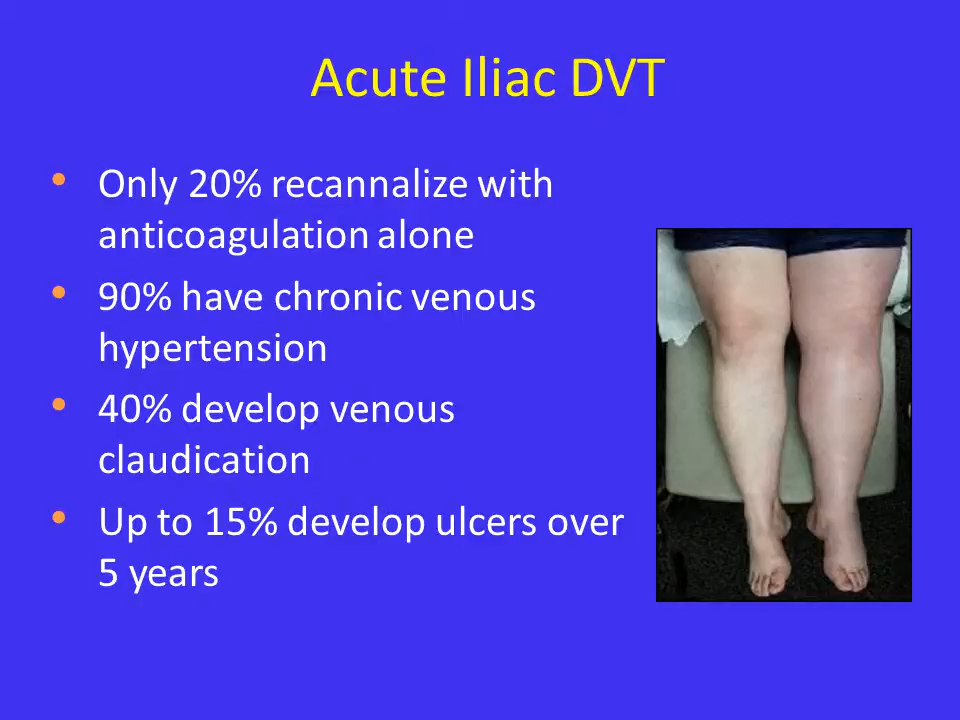 Acute Iliac DVT
• Only 20% recannalize with
anticoagulation alone
• 90% have chronic venous
hypertension
• 40% develop venous
claudication
• Up to 15% develop ulcers over
5 years